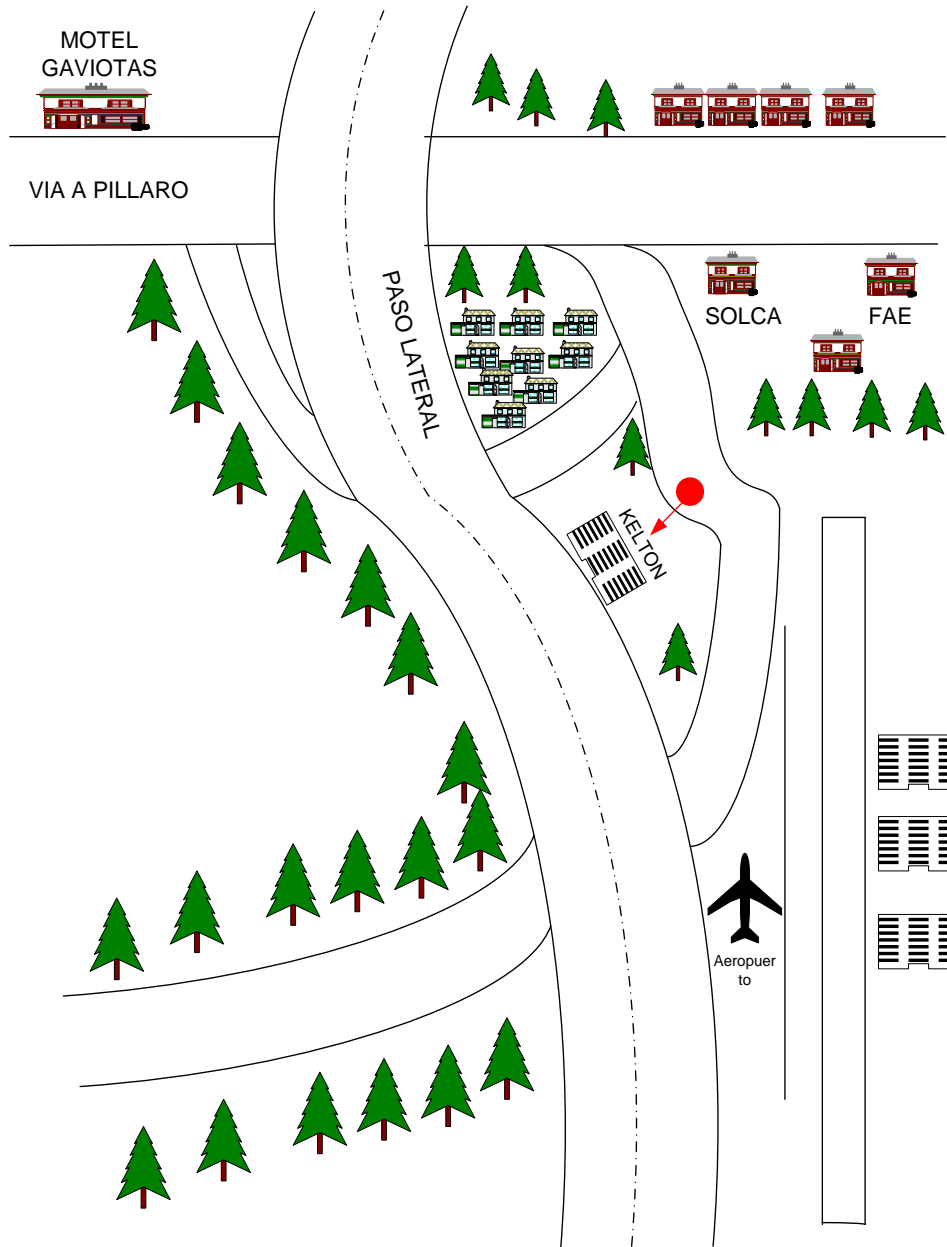 MOTEL
GAVIOTAS
VIA A PILLARO
PASO LATERAL
SOLCA
FAE
KELTON
Aeropuer
to